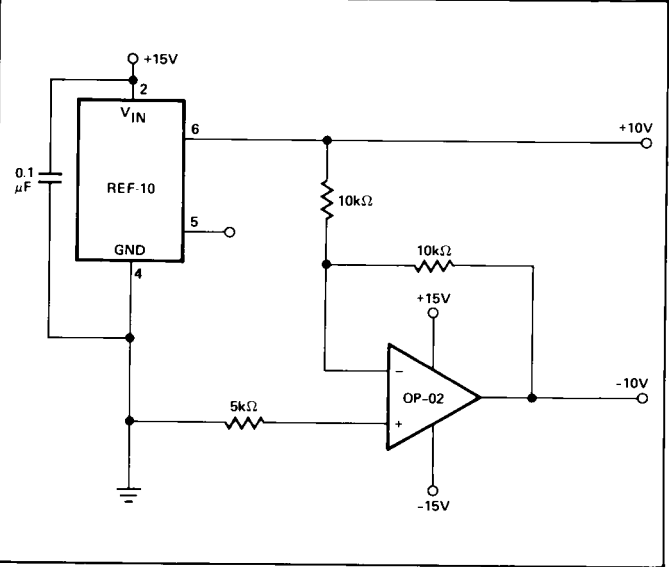 +15V
2
VIN
6
+10V
0.1
μF
REF-10
10kΩ
5
GND
10kΩ
4
+15V
−
OP-02
-10V
5kΩ
+
-15V